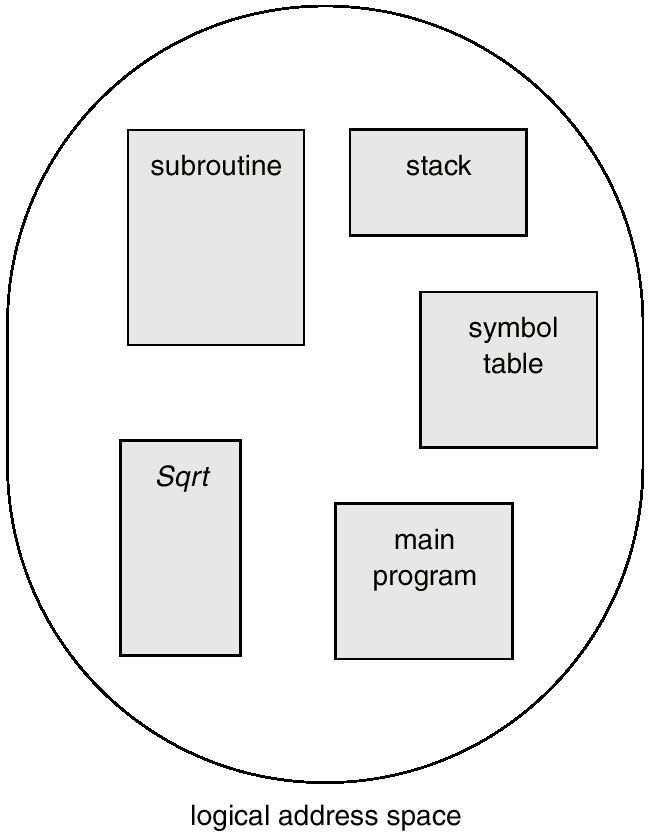 subroutine
stack
symbol
table
Sqrt
main
program
logical address space